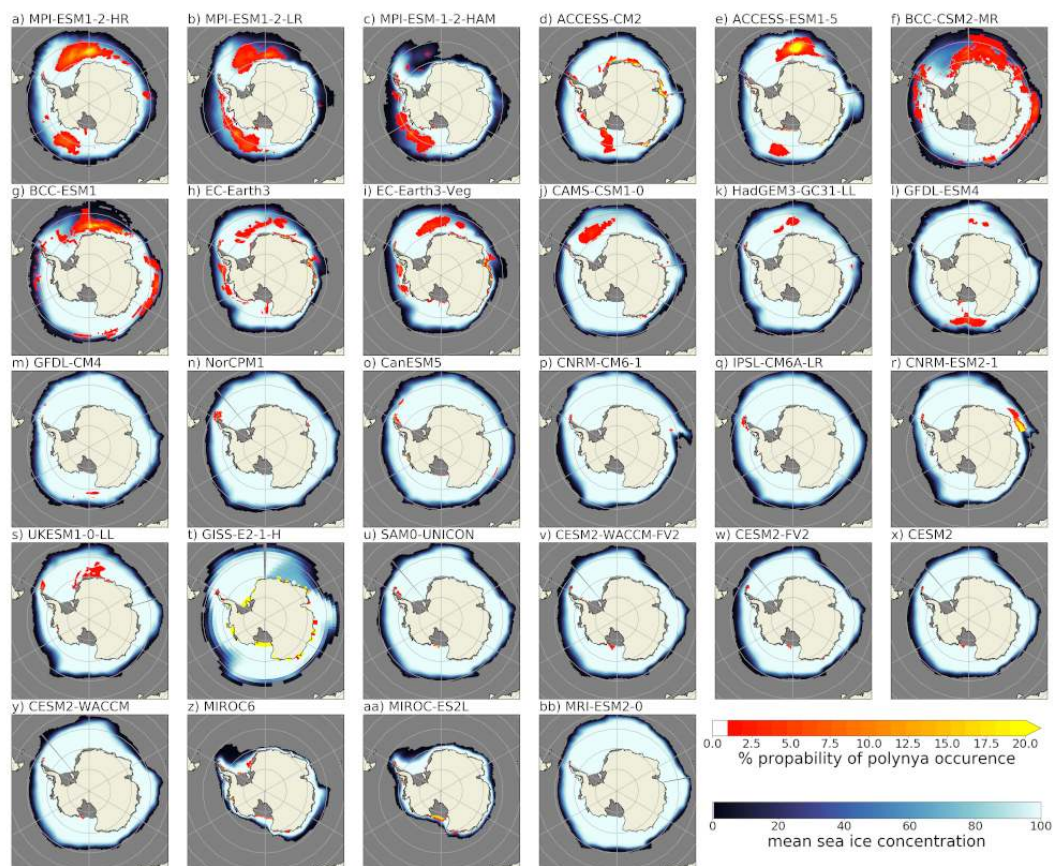 a) MPI-ESM1-2-HR
b) MPI-ESM1-2-LR
c) MPI-ESM-1-2-HAM
d) ACCESS-CM2
e) ACCESS-ESM1-5
f) BCC-CSM2-MR
g) BCC-ESM1
h) EC-Earth3
i) EC-Earth3-Veg
j) CAMS-CSM1-0
k) HadGEM3-GC31-LL
l) GFDL-ESM4
m) GFDL-CM4
n) NorCPM1
o) CanESM5
p) CNRM-CM6-1
q) IPSL-CM6A-LR
r) CNRM-ESM2-1
s) UKESM1-0-LL
t) GISS-E2-1-H
u) SAM0-UNICON
v) CESM2-WACCM-FV2
w) CESM2-FV2
x) CESM2
y) CESM2-WACCM
z) MIROC6
aa) MIROC-ES2L
bb) MRI-ESM2-0
0.0 2.5 5.0 7.5 10.0 12.5 15.0 17.5 20.0
% propability of polynya occurence
0 20 40 60 80 100
mean sea ice concentration